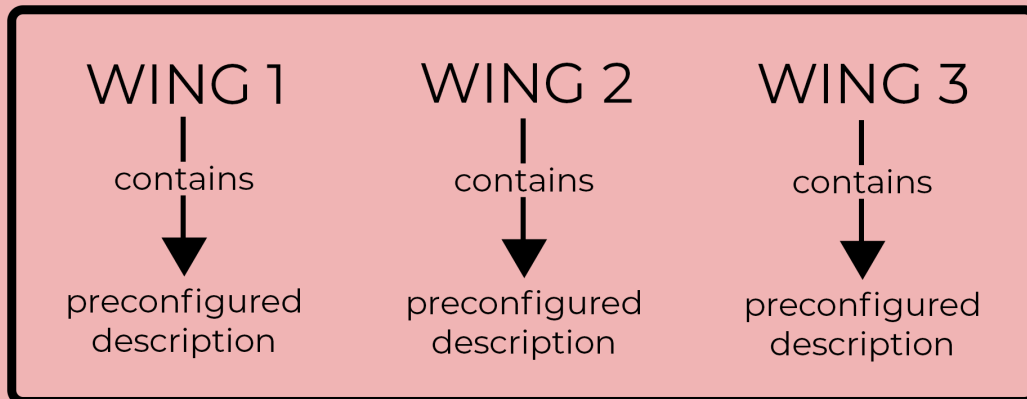 WING 1
contains
preconfigured
description
WING 2
contains
preconfigured
description
WING 3
contains
preconfigured
description